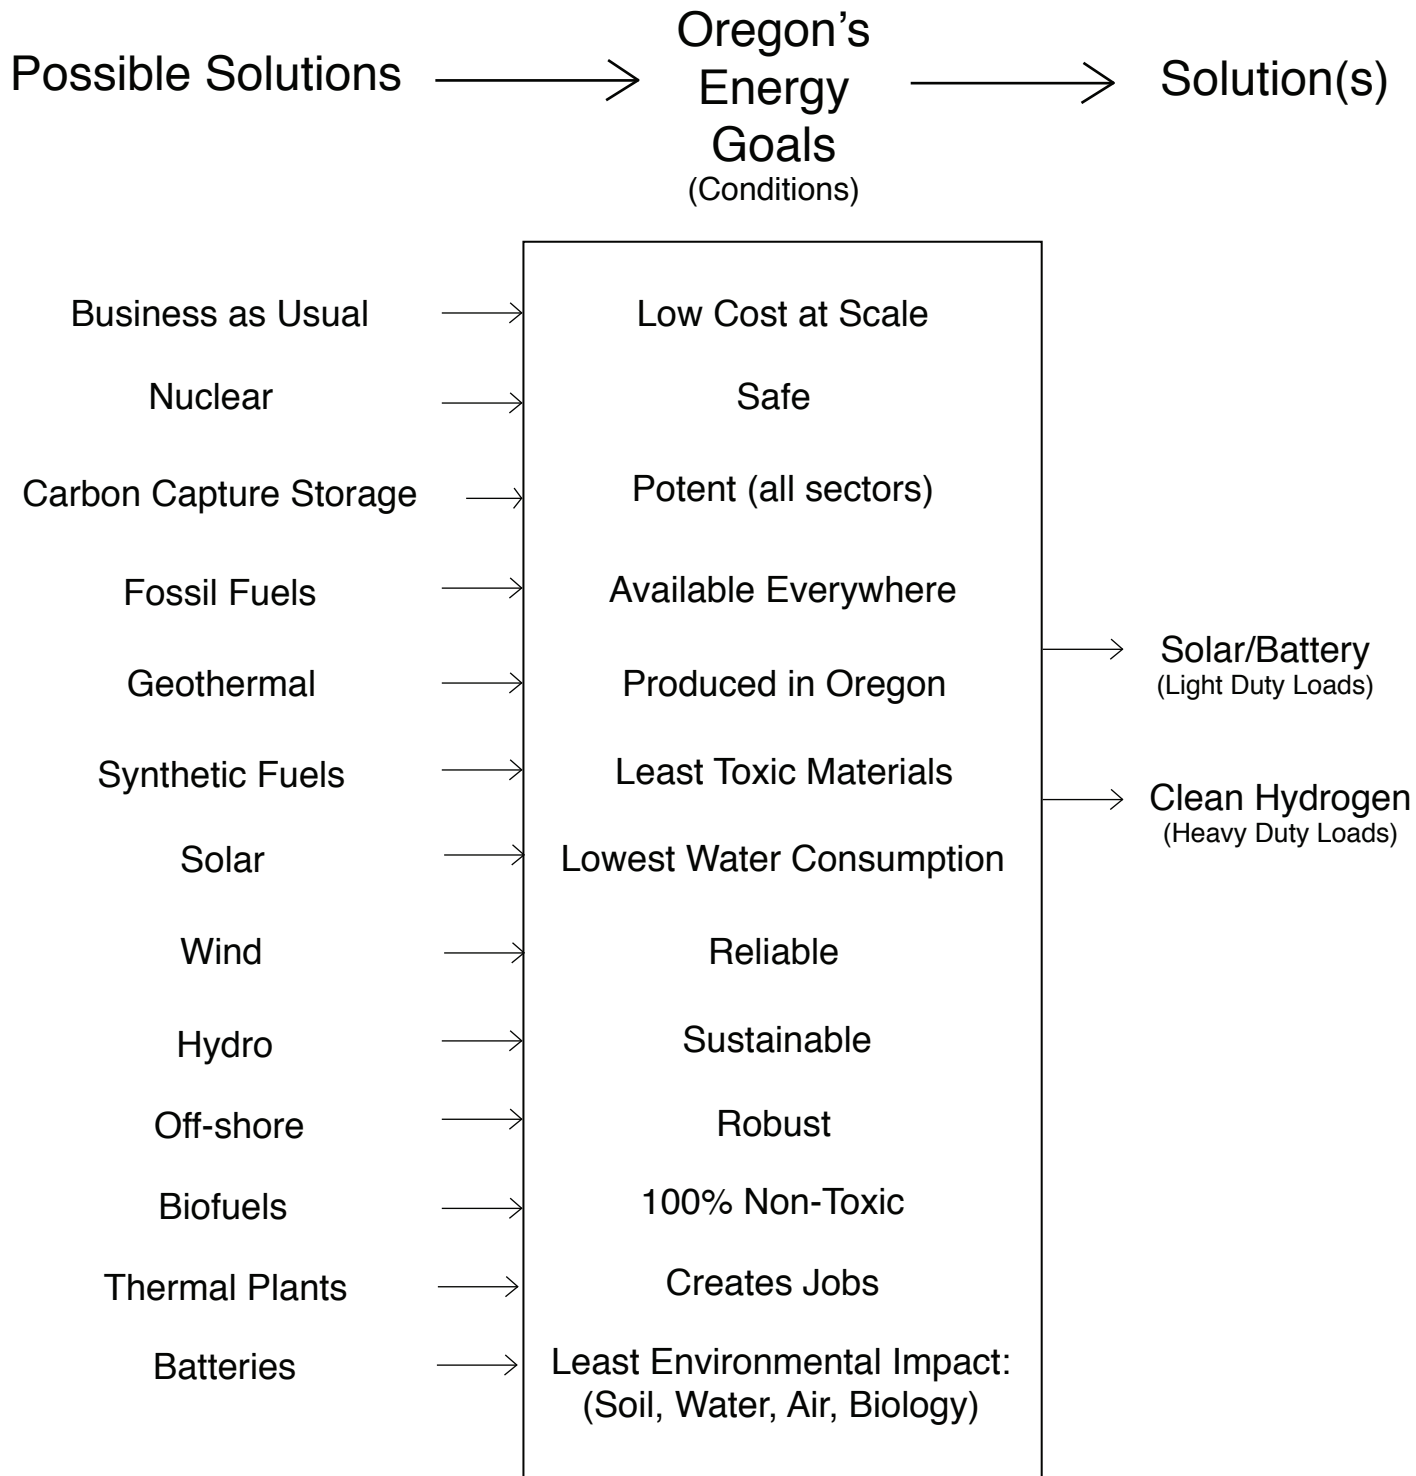 Possible Solutions
Oregon's
Energy
Goals
(Conditions)
Solution(s)
Business as Usual
Low Cost at Scale
Nuclear
Safe
Carbon Capture Storage
Potent (all sectors)
Fossil Fuels
Available Everywhere
Geothermal
Produced in Oregon
Synthetic Fuels
Least Toxic Materials
Solar
Lowest Water Consumption
Wind
Reliable
Hydro
Sustainable
Off-shore
Robust
Biofuels
100% Non-Toxic
Thermal Plants
Creates Jobs
Batteries
Least Environmental Impact:
(Soil, Water, Air, Biology)
Solar/Battery
(Light Duty Loads)
Clean Hydrogen
(Heavy Duty Loads)